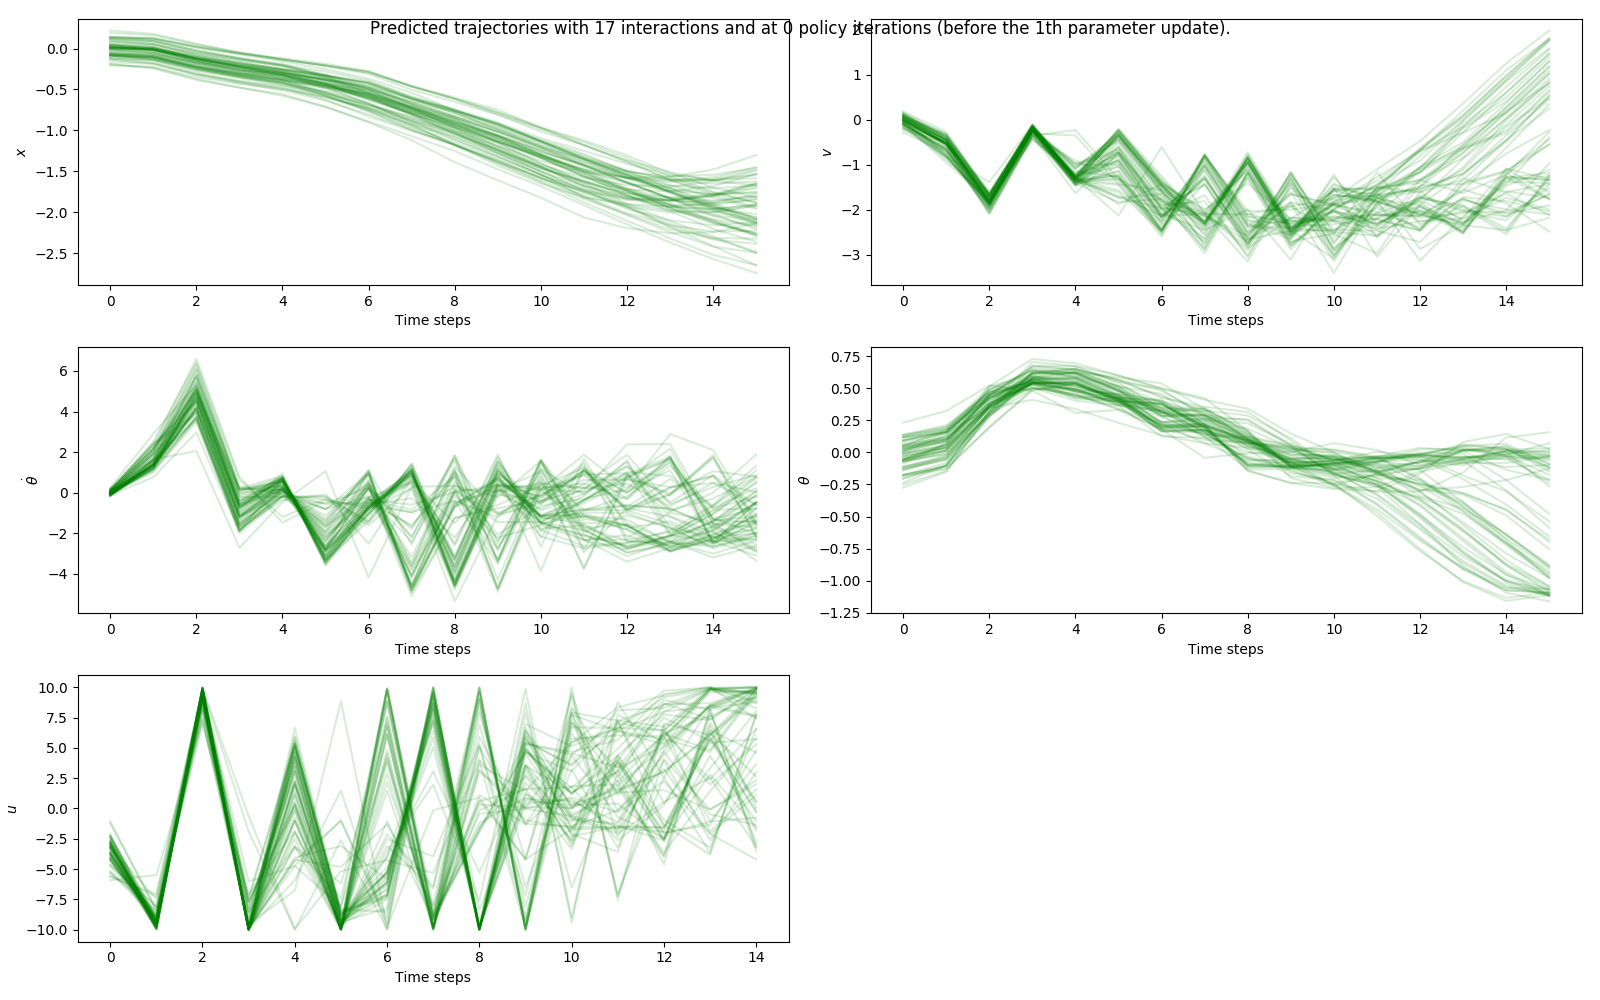 Predicted trajectories with 17 interactions and at 0 policy iterations (before the 1th parameter update).
0.0
−0.5
−1.0
−1.5
−2.0
−2.5
x
0 2 4 6 8 10 12 14
Time steps
2
1
0
−1
−2
−3
v
0 2 4 6 8 10 12 14
Time steps
6
4
2
0
−2
−4
θ̇
0 2 4 6 8 10 12 14
Time steps
0.75
0.50
0.25
0.00
−0.25
−0.50
−0.75
−1.00
−1.25
θ
0 2 4 6 8 10 12 14
Time steps
10.0
7.5
5.0
2.5
0.0
−2.5
−5.0
−7.5
−10.0
u
0 2 4 6 8 10 12 14
Time steps